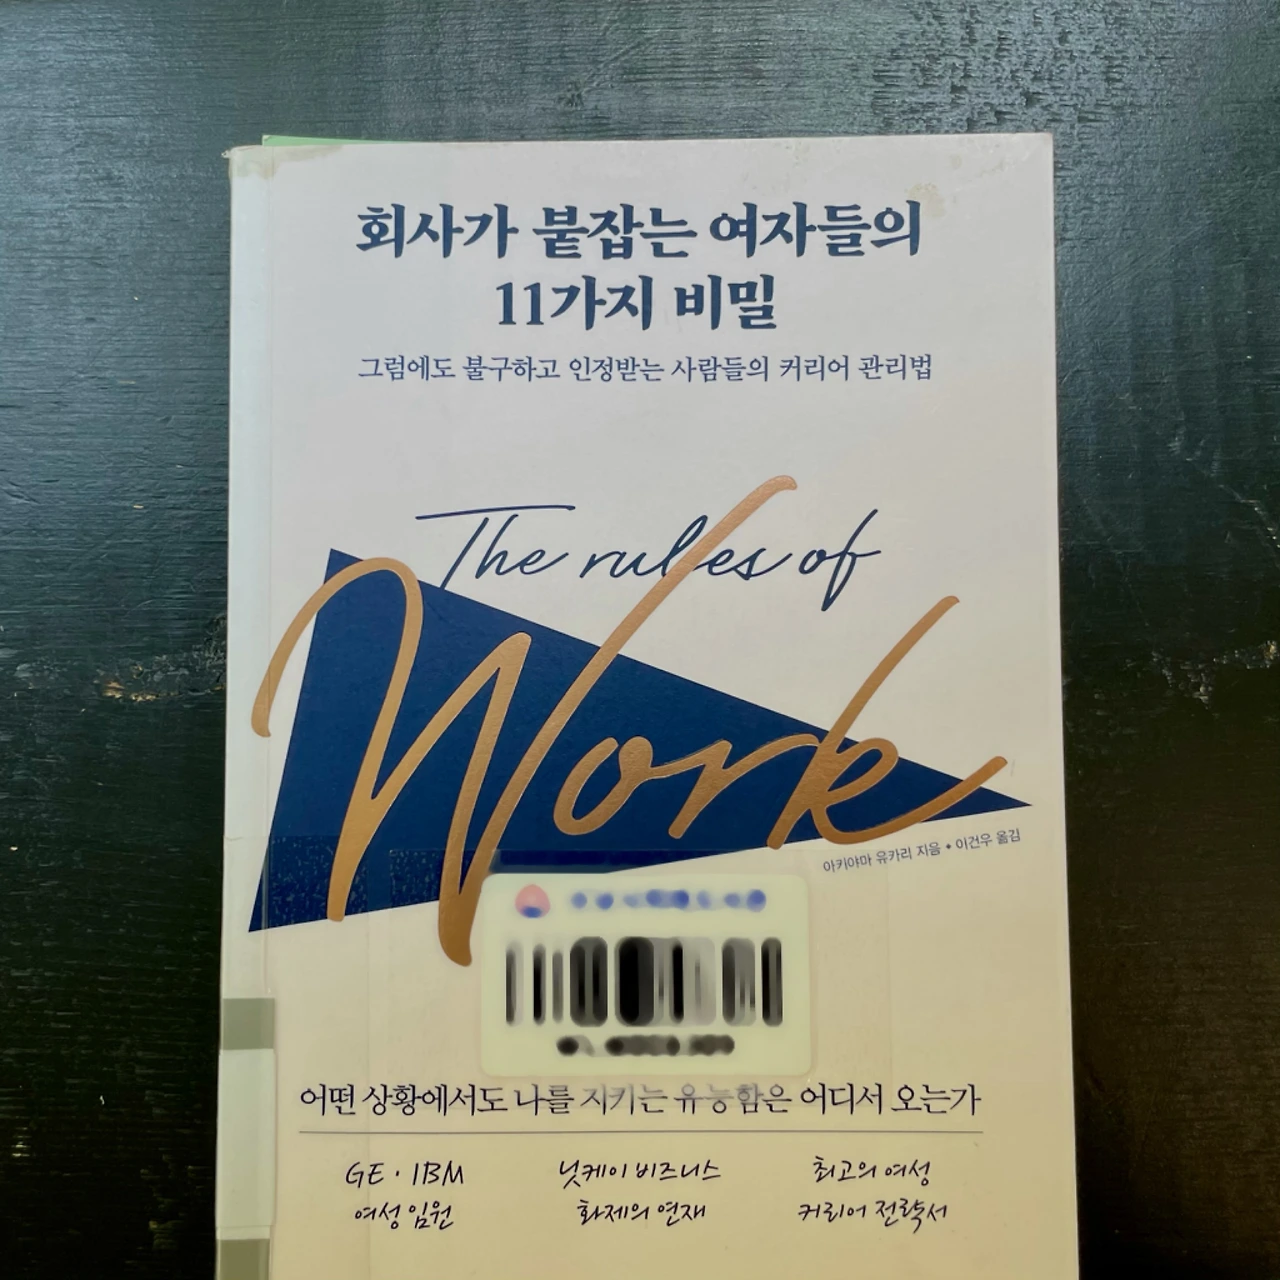 회사가 붙잡는 여자들의
11가지 비밀
그럼에도 불구하고 인정받는 사람들의 커리어 관리법
The rules of
Work
아키야마 유카리 지음 • 이건우 옮김
어떤 상황에서도 나를 지키는 유능함은 어디서 오는가
GE · IBM
여성 임원
닛케이 비즈니스
화제의 연재
최고의 여성
커리어 전략서